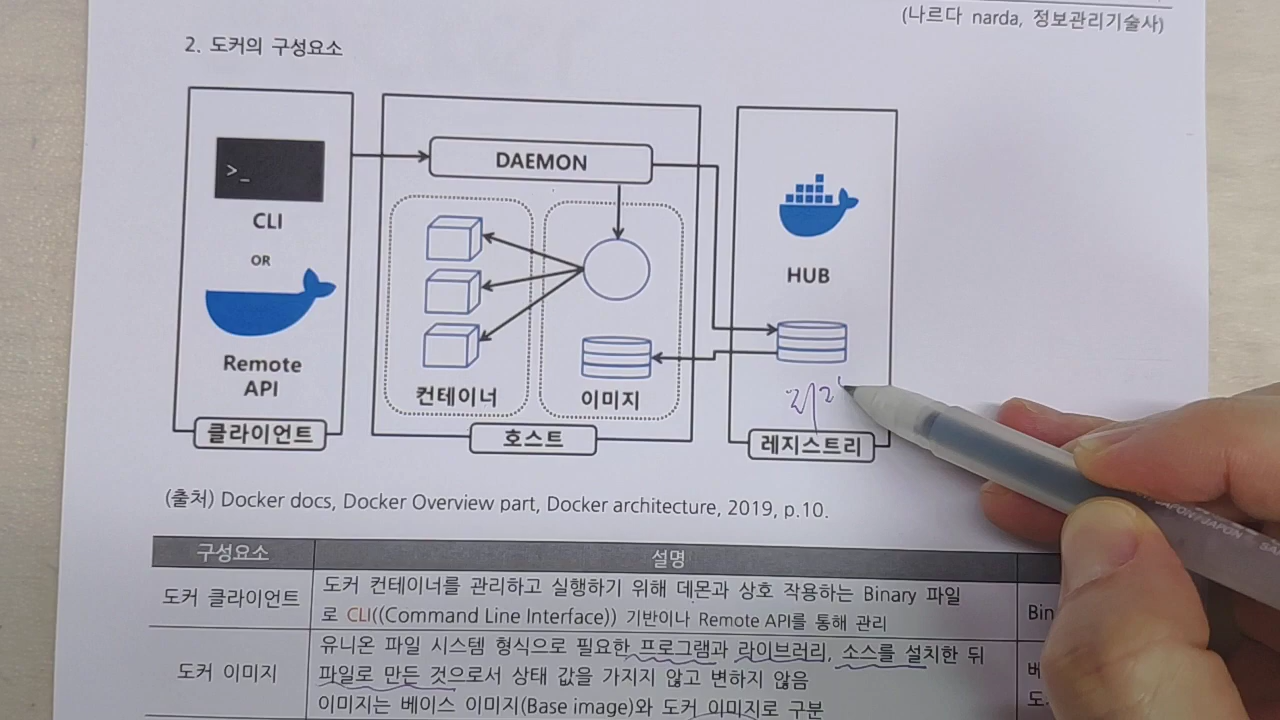 (나르다 narda, 정보관리기술사)
2. 도커의 구성요소
>_
CLI
OR
Remote
API
클라이언트
DAEMON
컨테이너
이미지
호스트
HUB
레지스트리
(출처) Docker docs, Docker Overview part, Docker architecture, 2019, p.10.
구성요소 설명
도커 클라이언트 도커 컨테이너를 관리하고 실행하기 위해 데몬과 상호 작용하는 Binary 파일
로 CLI((Command Line Interface)) 기반이나 Remote API를 통해 관리
Bin
도커 이미지 유니온 파일 시스템 형식으로 필요한 프로그램과 라이브러리, 소스를 설치한 뒤
파일로 만든 것으로서 상태 값을 가지지 않고 변하지 않음
이미지는 베이스 이미지(Base image)와 도커 이미지로 구분